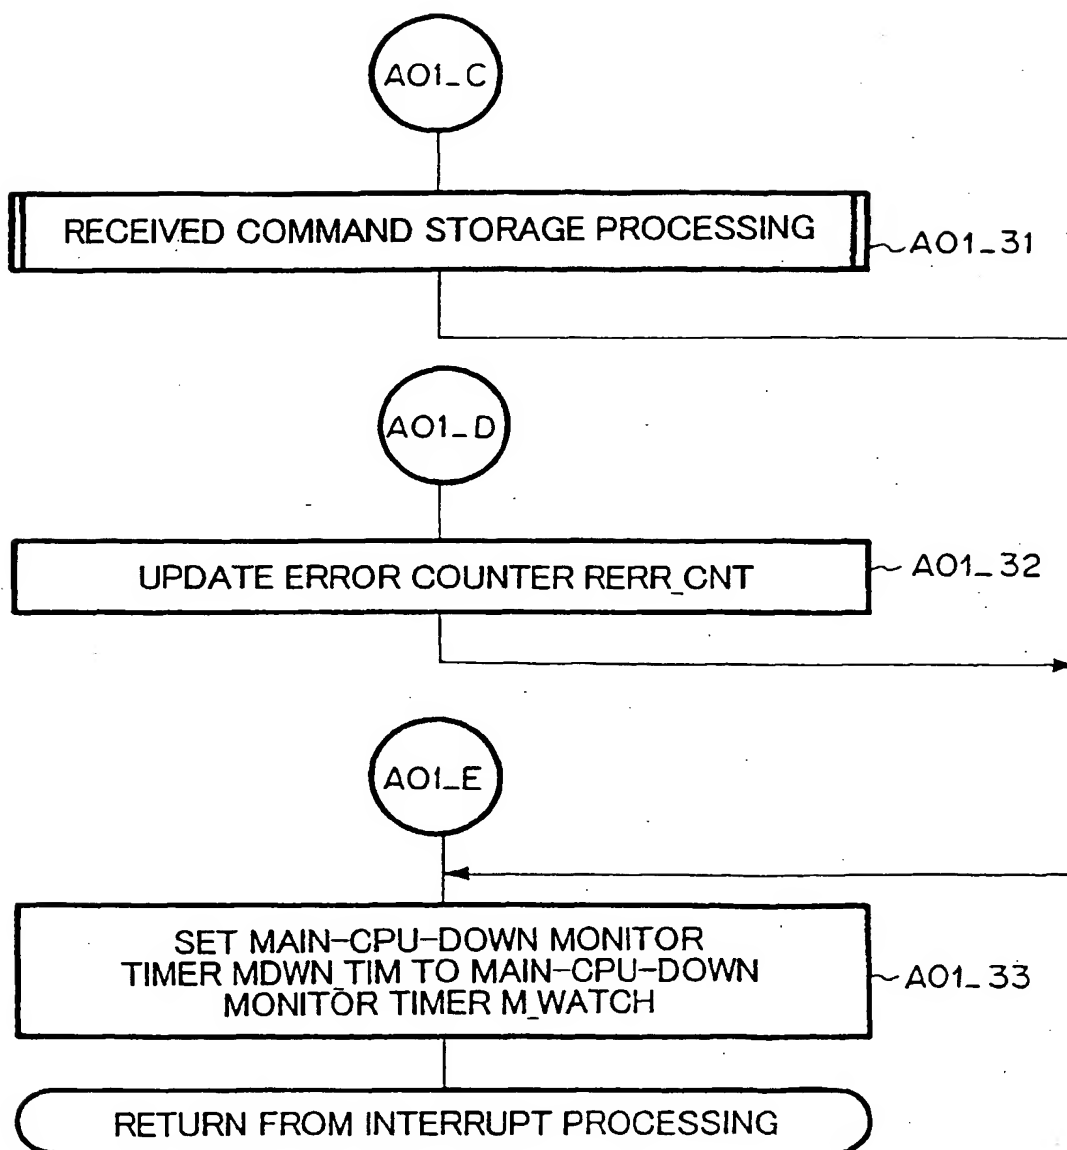 A01_C
RECEIVED COMMAND STORAGE PROCESSING
A01_31
A01_D
UPDATE ERROR COUNTER RERR_CNT
A01_32
A01_E
SET MAIN-CPU-DOWN MONITOR
TIMER MDWN_TIM TO MAIN-CPU-DOWN
MONITOR TIMER M_WATCH
A01_33
RETURN FROM INTERRUPT PROCESSING